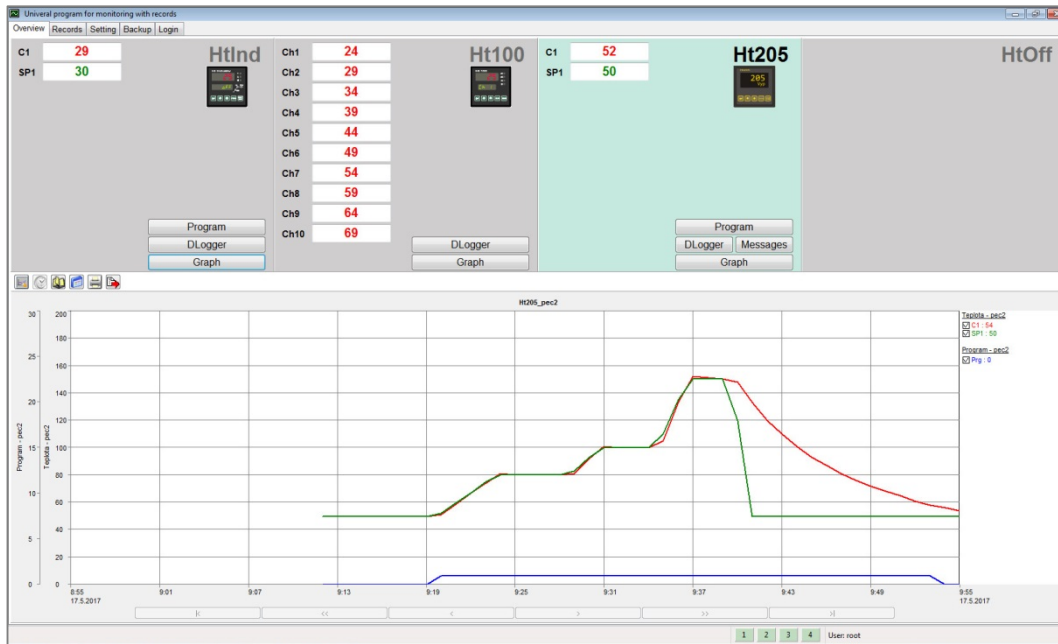 Univeral program for monitoring with records
Overview Records Setting Backup Login
C1 29 HtInd
SP1 30
Program
DLogger
Graph
Ch1 24 Ht100
Ch2 29
Ch3 34
Ch4 39
Ch5 44
Ch6 49
Ch7 54
Ch8 59
Ch9 64
Ch10 69
DLogger
Graph
C1 52 Ht205
SP1 50
205
Program
DLogger Messages
Graph
HtOff
Ht205_pec2
Program - pec2
30
25
20
15
10
5
0
Teplota - pec2
200
180
160
140
120
100
80
60
40
20
0
8:55 9:01 9:07 9:13 9:19 9:25 9:31 9:37 9:43 9:49 9:55
17.5.2017 17.5.2017
Teplota - pec2
C1 : 54
SP1 : 50
Program - pec2
Prg : 0
|< << < > >> >|
1 2 3 4 User: root